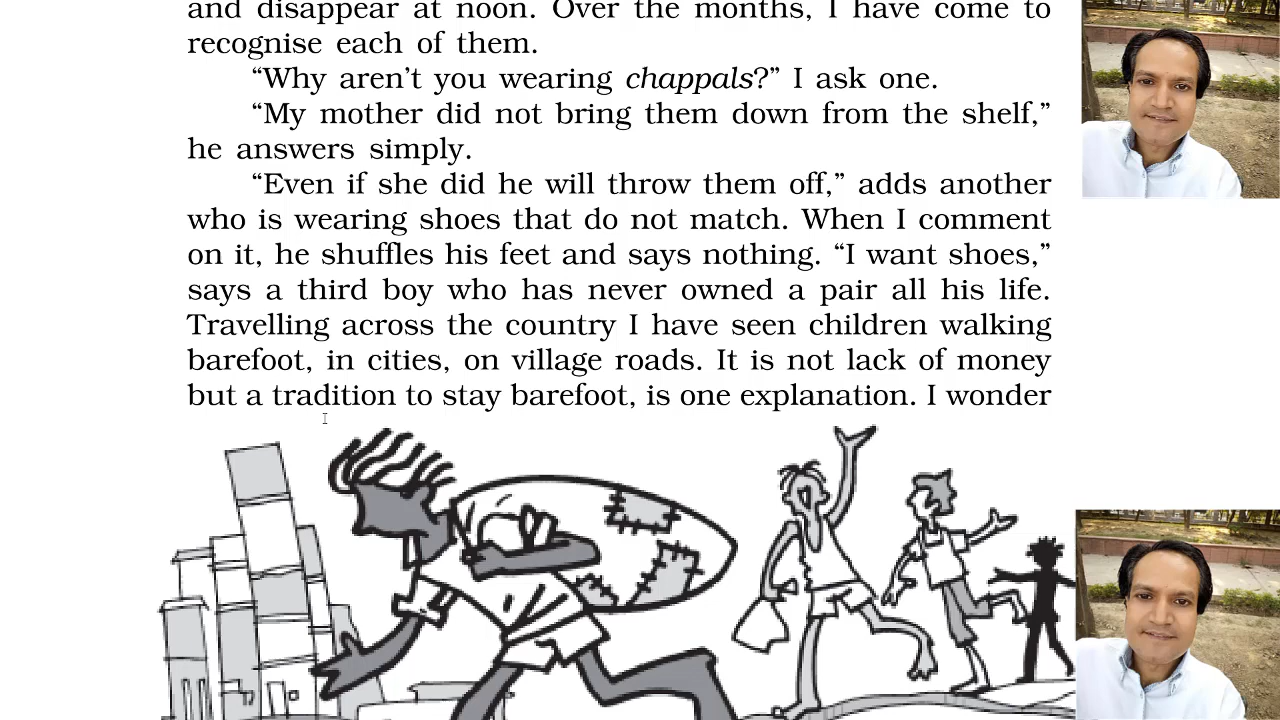 and disappear at noon. Over the months, I have come to
recognise each of them.
“Why aren’t you wearing chappals?” I ask one.
“My mother did not bring them down from the shelf,”
he answers simply.
“Even if she did he will throw them off,” adds another
who is wearing shoes that do not match. When I comment
on it, he shuffles his feet and says nothing. “I want shoes,”
says a third boy who has never owned a pair all his life.
Travelling across the country I have seen children walking
barefoot, in cities, on village roads. It is not lack of money
but a tradition to stay barefoot, is one explanation. I wonder